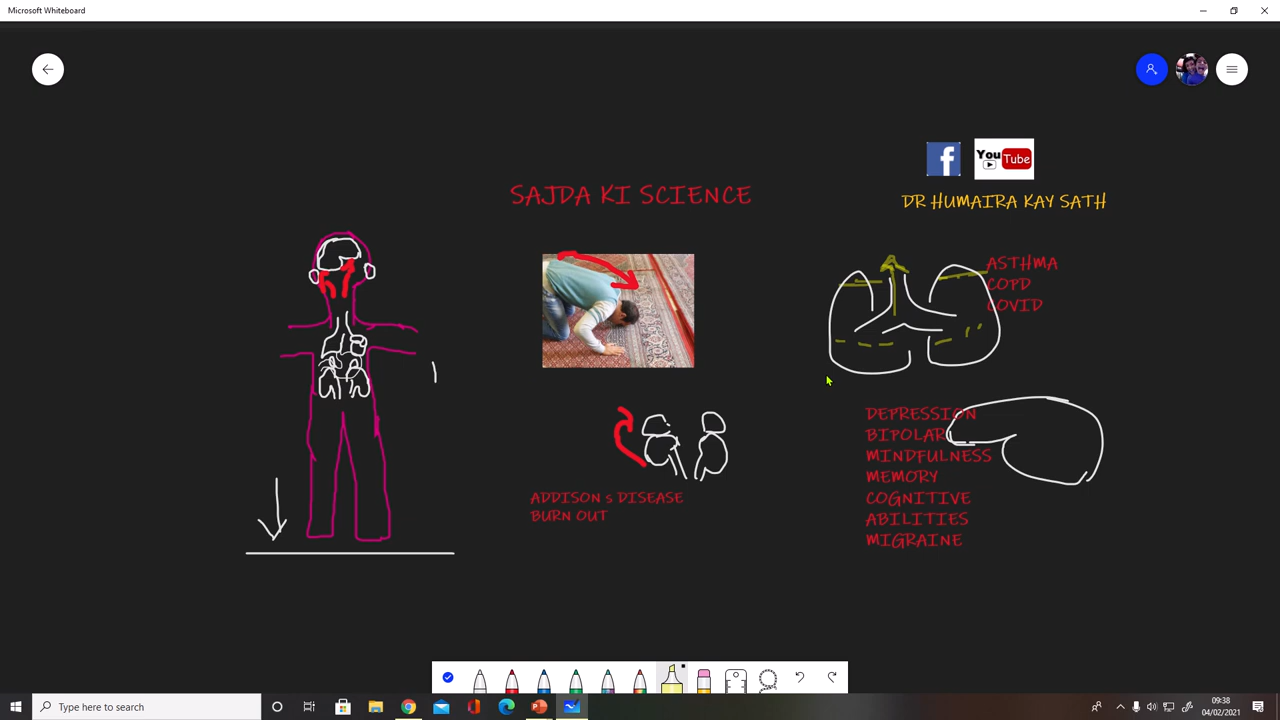 Microsoft Whiteboard
f
You Tube
SAJDA KI SCIENCE
DR HUMAIRA KAY SATH
ASTHMA
COPD
COVID
DEPRESSION
BIPOLAR
MINDFULNESS
MEMORY
COGNITIVE
ABILITIES
MIGRAINE
ADDISON s DISEASE
BURN OUT
Type here to search
09:38
04/02/2021